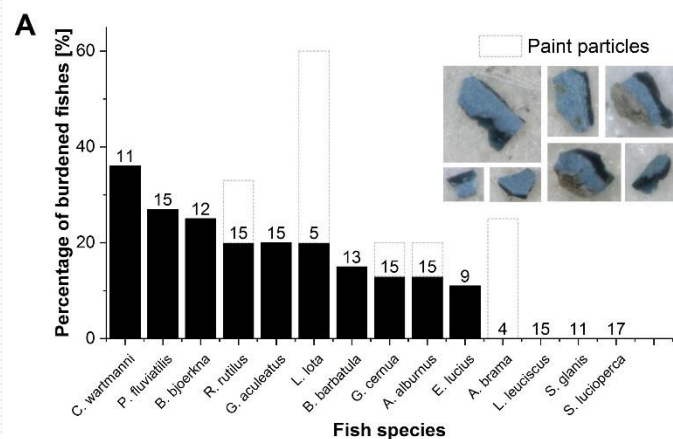 A
Percentage of burdened fishes [%]
60
40
20
0
Paint particles
11
15
12
15
15
5
13
15
15
9
4
15
11
17
C. wartmanni
P. fluviatilis
B. bjoerkna
R. rutilus
G. aculeatus
L. lota
B. barbatula
G. cernua
A. alburnus
E. lucius
A. brama
L. leuciscus
S. glanis
S. lucioperca
Fish species